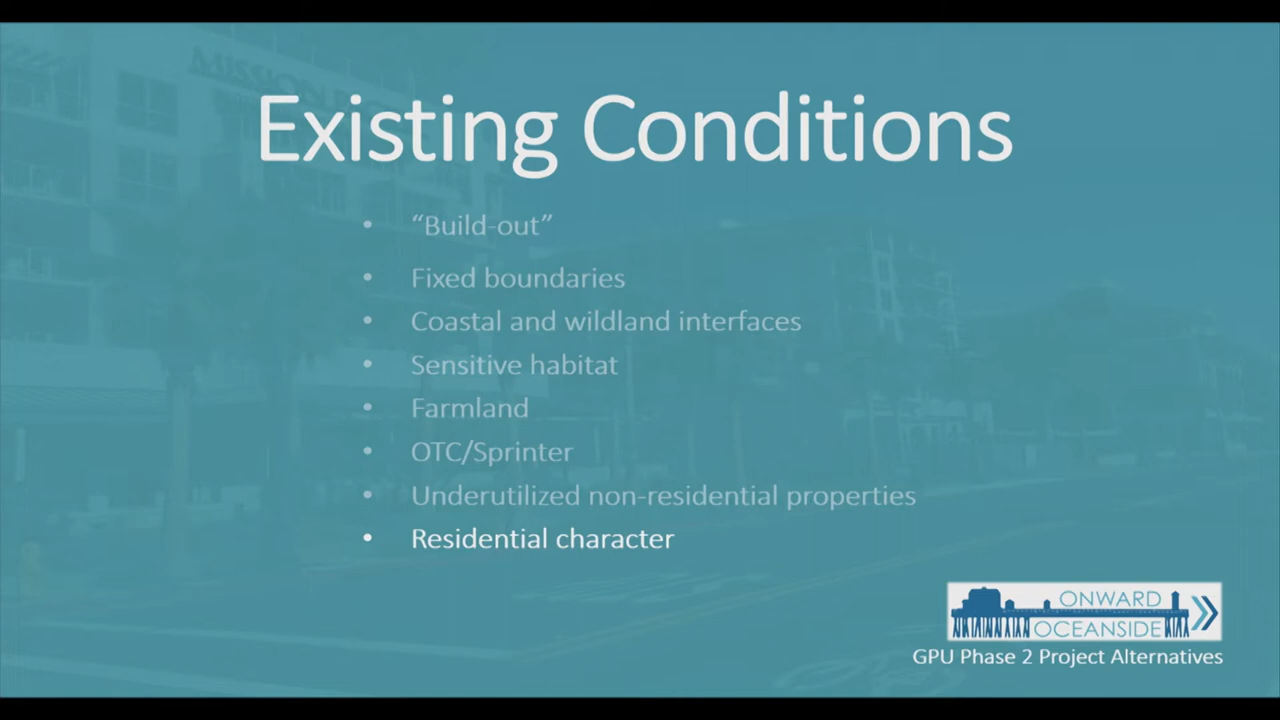 Existing Conditions
• “Build-out”
• Fixed boundaries
• Coastal and wildland interfaces
• Sensitive habitat
• Farmland
• OTC/Sprinter
• Underutilized non-residential properties
• Residential character
ONWARD
OCEANSIDE
GPU Phase 2 Project Alternatives